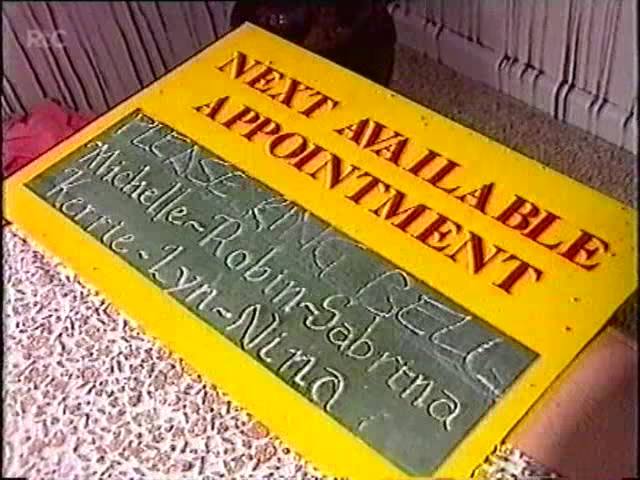 R&C
NEXT AVAILABLE
APPOINTMENT
PLEASE RING BELL
Michelle~Robin~Sabrina
Kerrie~Lyn~Nina